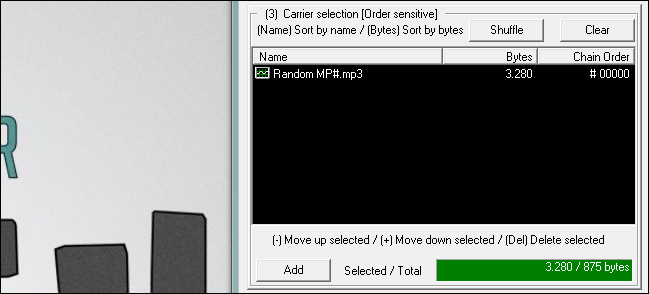 (3) Carrier selection [Order sensitive]
(Name) Sort by name / (Bytes) Sort by bytes Shuffle Clear
Name Bytes Chain Order
Random MP#.mp3 3.280 # 00000
(-) Move up selected / (+) Move down selected / (Del) Delete selected
Add Selected / Total 3.280 / 875 bytes
R